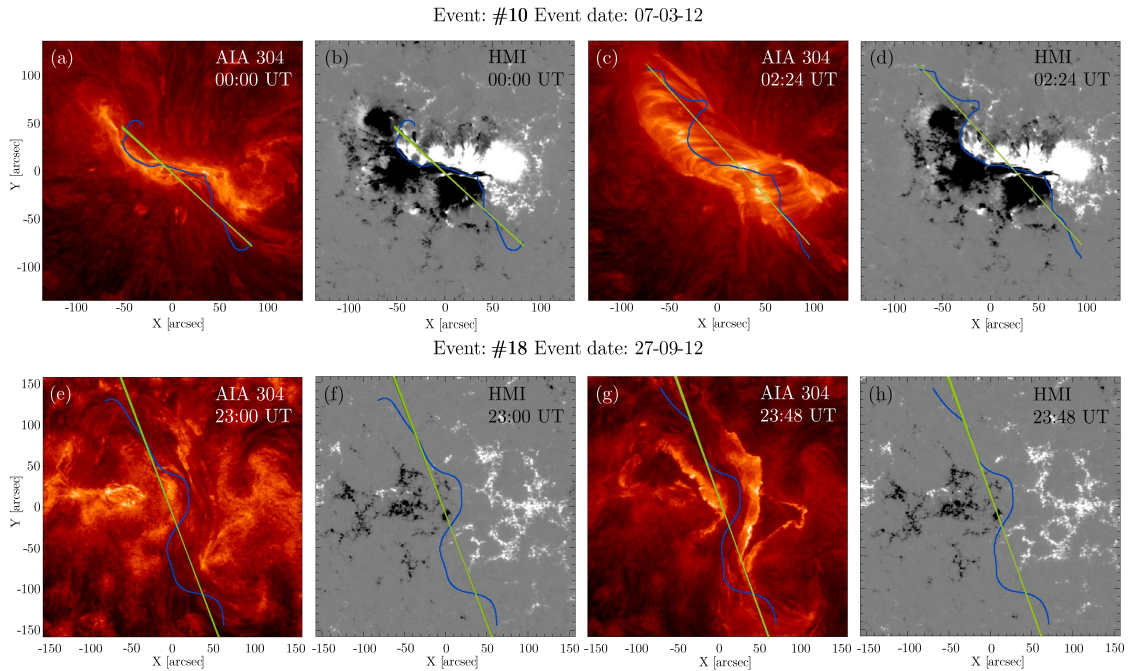 Event: #10 Event date: 07-03-12
(a) AIA 304
00:00 UT
(b) HMI
00:00 UT
(c) AIA 304
02:24 UT
(d) HMI
02:24 UT
100
50
0
-50
-100
Y [arcsec]
-100 -50 0 50 100
X [arcsec]
-100 -50 0 50 100
X [arcsec]
-100 -50 0 50 100
X [arcsec]
-100 -50 0 50 100
X [arcsec]
Event: #18 Event date: 27-09-12
(e) AIA 304
23:00 UT
(f) HMI
23:00 UT
(g) AIA 304
23:48 UT
(h) HMI
23:48 UT
150
100
50
0
-50
-100
-150
Y [arcsec]
-150 -100 -50 0 50 100 150
X [arcsec]
-150 -100 -50 0 50 100 150
X [arcsec]
-150 -100 -50 0 50 100 150
X [arcsec]
-150 -100 -50 0 50 100 150
X [arcsec]